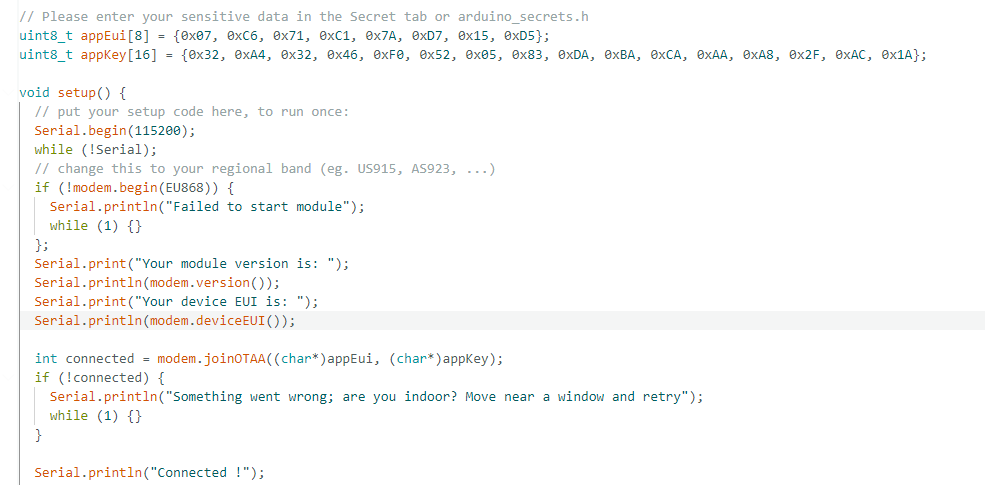 // Please enter your sensitive data in the Secret tab or arduino_secrets.h
uint8_t appEui[8] = {0x07, 0xC6, 0x71, 0xC1, 0x7A, 0xD7, 0x15, 0xD5};
uint8_t appKey[16] = {0x32, 0xA4, 0x32, 0x46, 0xF0, 0x52, 0x05, 0x83, 0xDA, 0xBA, 0xCA, 0xAA, 0xA8, 0x2F, 0xAC, 0x1A};
void setup() {
// put your setup code here, to run once:
Serial.begin(115200);
while (!Serial);
// change this to your regional band (eg. US915, AS923, ...)
if (!modem.begin(EU868)) {
Serial.println("Failed to start module");
while (1) {}
};
Serial.print("Your module version is: ");
Serial.println(modem.version());
Serial.print("Your device EUI is: ");
Serial.println(modem.deviceEUI());
int connected = modem.joinOTAA((char*)appEui, (char*)appKey);
if (!connected) {
Serial.println("Something went wrong; are you indoor? Move near a window and retry");
while (1) {}
}
Serial.println("Connected !");